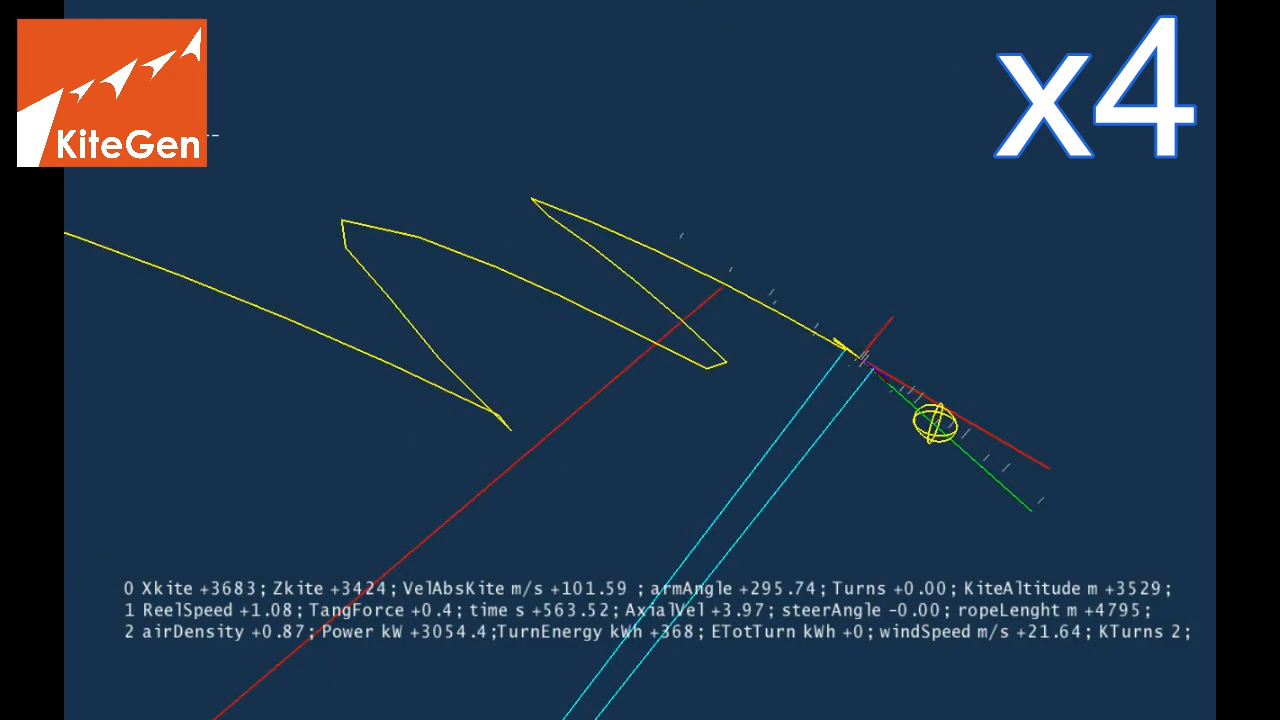 KiteGen
x4
0 Xkite +3683; Zkite +3424; VelAbsKite m/s +101.59 ; armAngle +295.74; Turns +0.00; KiteAltitude m +3529;
1 ReelSpeed +1.08; TangForce +0.4; time s +563.52; AxialVel +3.97; steerAngle -0.00; ropeLenght m +4795;
2 airDensity +0.87; Power kW +3054.4;TurnEnergy kWh +368; ETotTurn kWh +0; windSpeed m/s +21.64; KTurns 2;